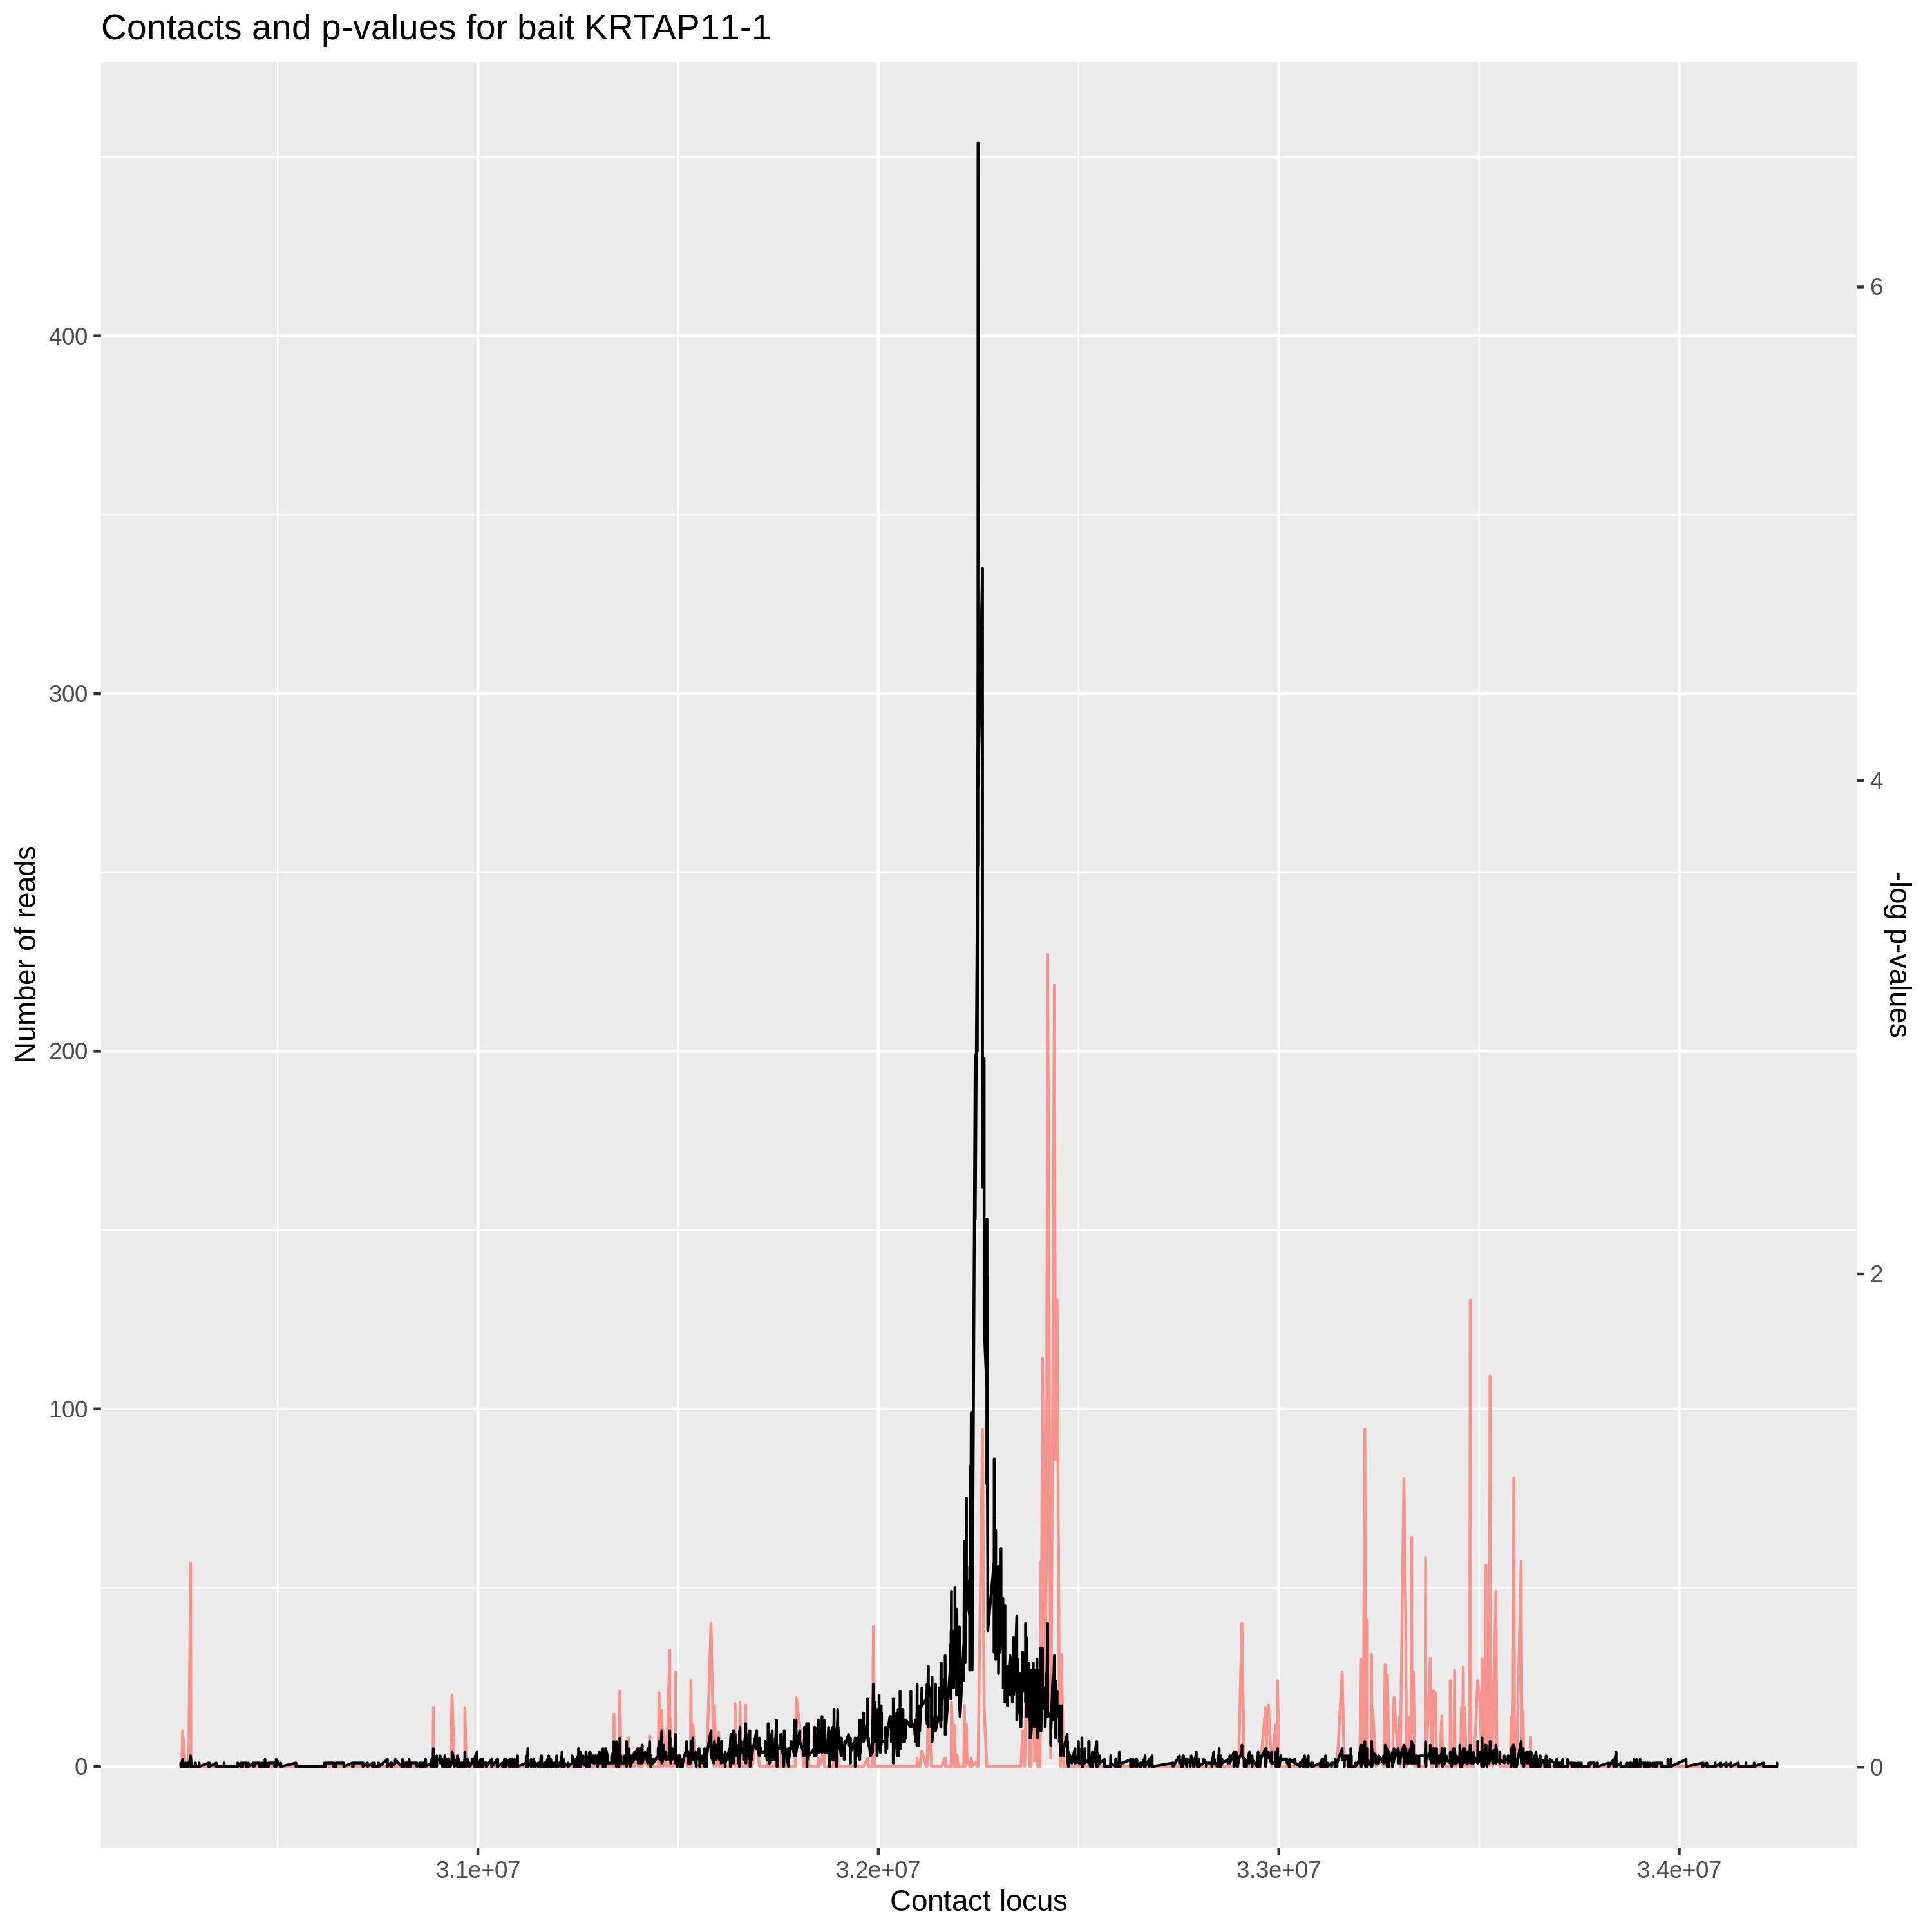 Contacts and p-values for bait KRTAP11-1
Number of reads
400
300
200
100
0
6
4
2
0
-log p-values
3.1e+07
3.2e+07
3.3e+07
3.4e+07
Contact locus